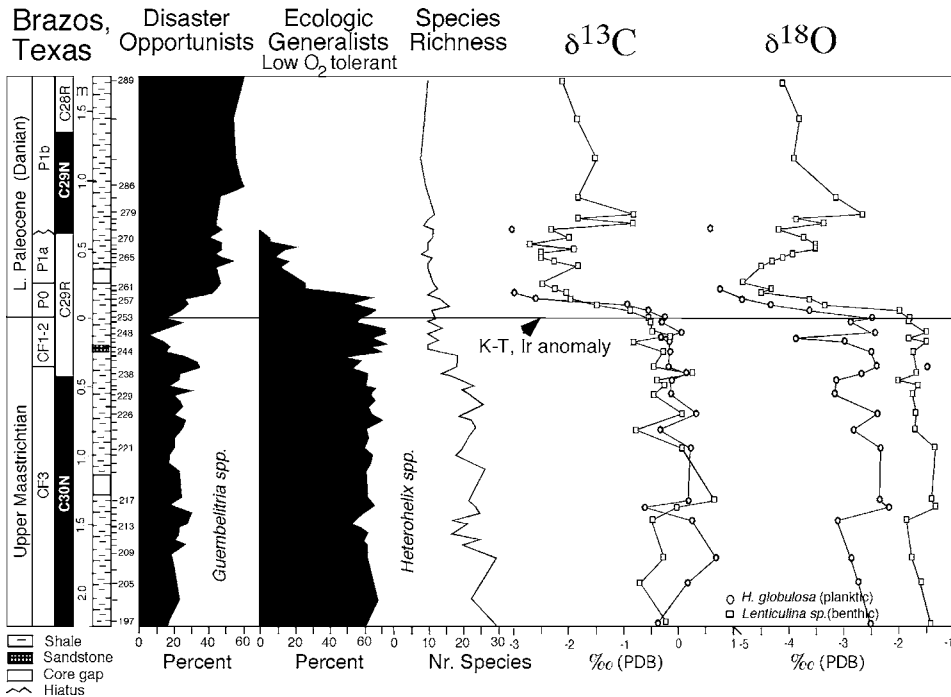 Brazos,
Texas
Disaster
Opportunists
Ecologic
Generalists
Low O2 tolerant
Species
Richness
δ13C
δ18O
L. Paleocene (Danian)
Upper Maastrichtian
P1b
P1a
P0
CF1-2
CF3
C28R
C29N
C29R
C30N
m
1.5
1.0
0.5
0
0.5
1.0
1.5
2.0
289
286
279
270
265
261
257
253
248
244
238
229
226
221
217
213
209
205
197
Guembelitria spp.
Heterohelix spp.
K-T, Ir anomaly
H. globulosa (planktic)
Lenticulina sp.(benthic)
0 20 40 60
0 20 40 60
0 10 20 30
-3 -2 -1 0 1
-5 -4 -3 -2 -1
Percent
Percent
Nr. Species
‰ (PDB)
‰ (PDB)
Shale
Sandstone
Core gap
Hiatus